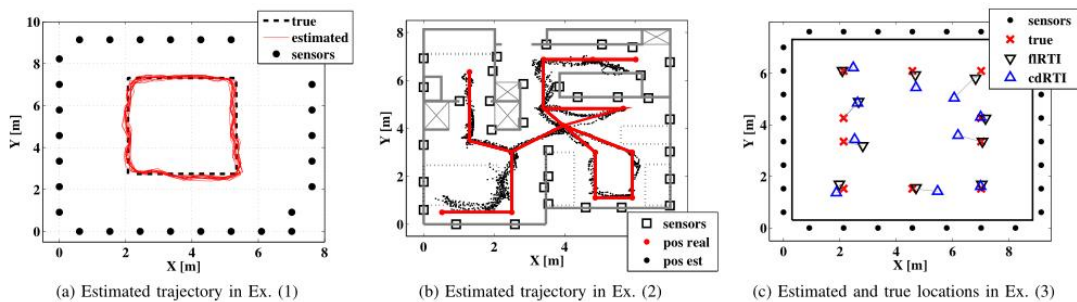 true
estimated
sensors
10
8
6
4
2
0
Y [m]
0 2 4 6 8
X [m]
(a) Estimated trajectory in Ex. (1)
8
6
4
2
0
Y [m]
0 2 4
X [m]
sensors
pos real
pos est
(b) Estimated trajectory in Ex. (2)
sensors
true
flRTI
cdRTI
6
4
2
0
Y [m]
0 2 4 6 8
X [m]
(c) Estimated and true locations in Ex. (3)